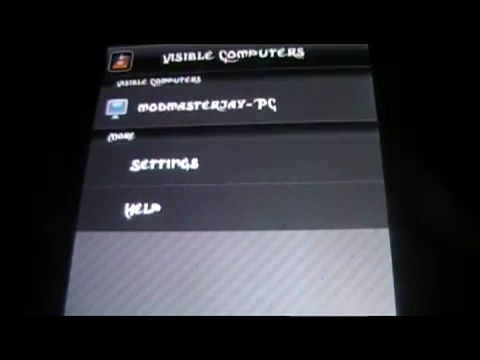 Visible Computers
Visible Computers
modmasterjay-PC
More
Settings
Help